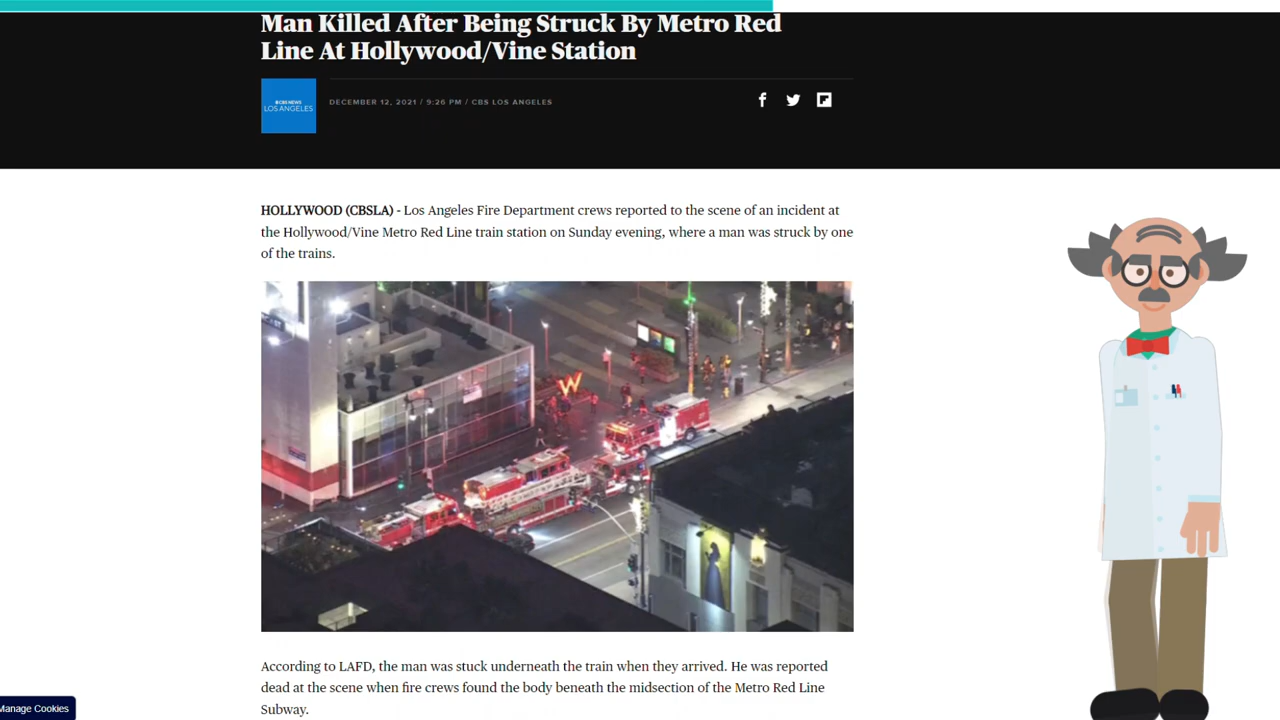 Man Killed After Being Struck By Metro Red
Line At Hollywood/Vine Station
CBS NEWS
LOS ANGELES
DECEMBER 12, 2021 / 9:26 PM / CBS LOS ANGELES
HOLLYWOOD (CBSLA) - Los Angeles Fire Department crews reported to the scene of an incident at
the Hollywood/Vine Metro Red Line train station on Sunday evening, where a man was struck by one
of the trains.
W
According to LAFD, the man was stuck underneath the train when they arrived. He was reported
dead at the scene when fire crews found the body beneath the midsection of the Metro Red Line
Subway.
Manage Cookies